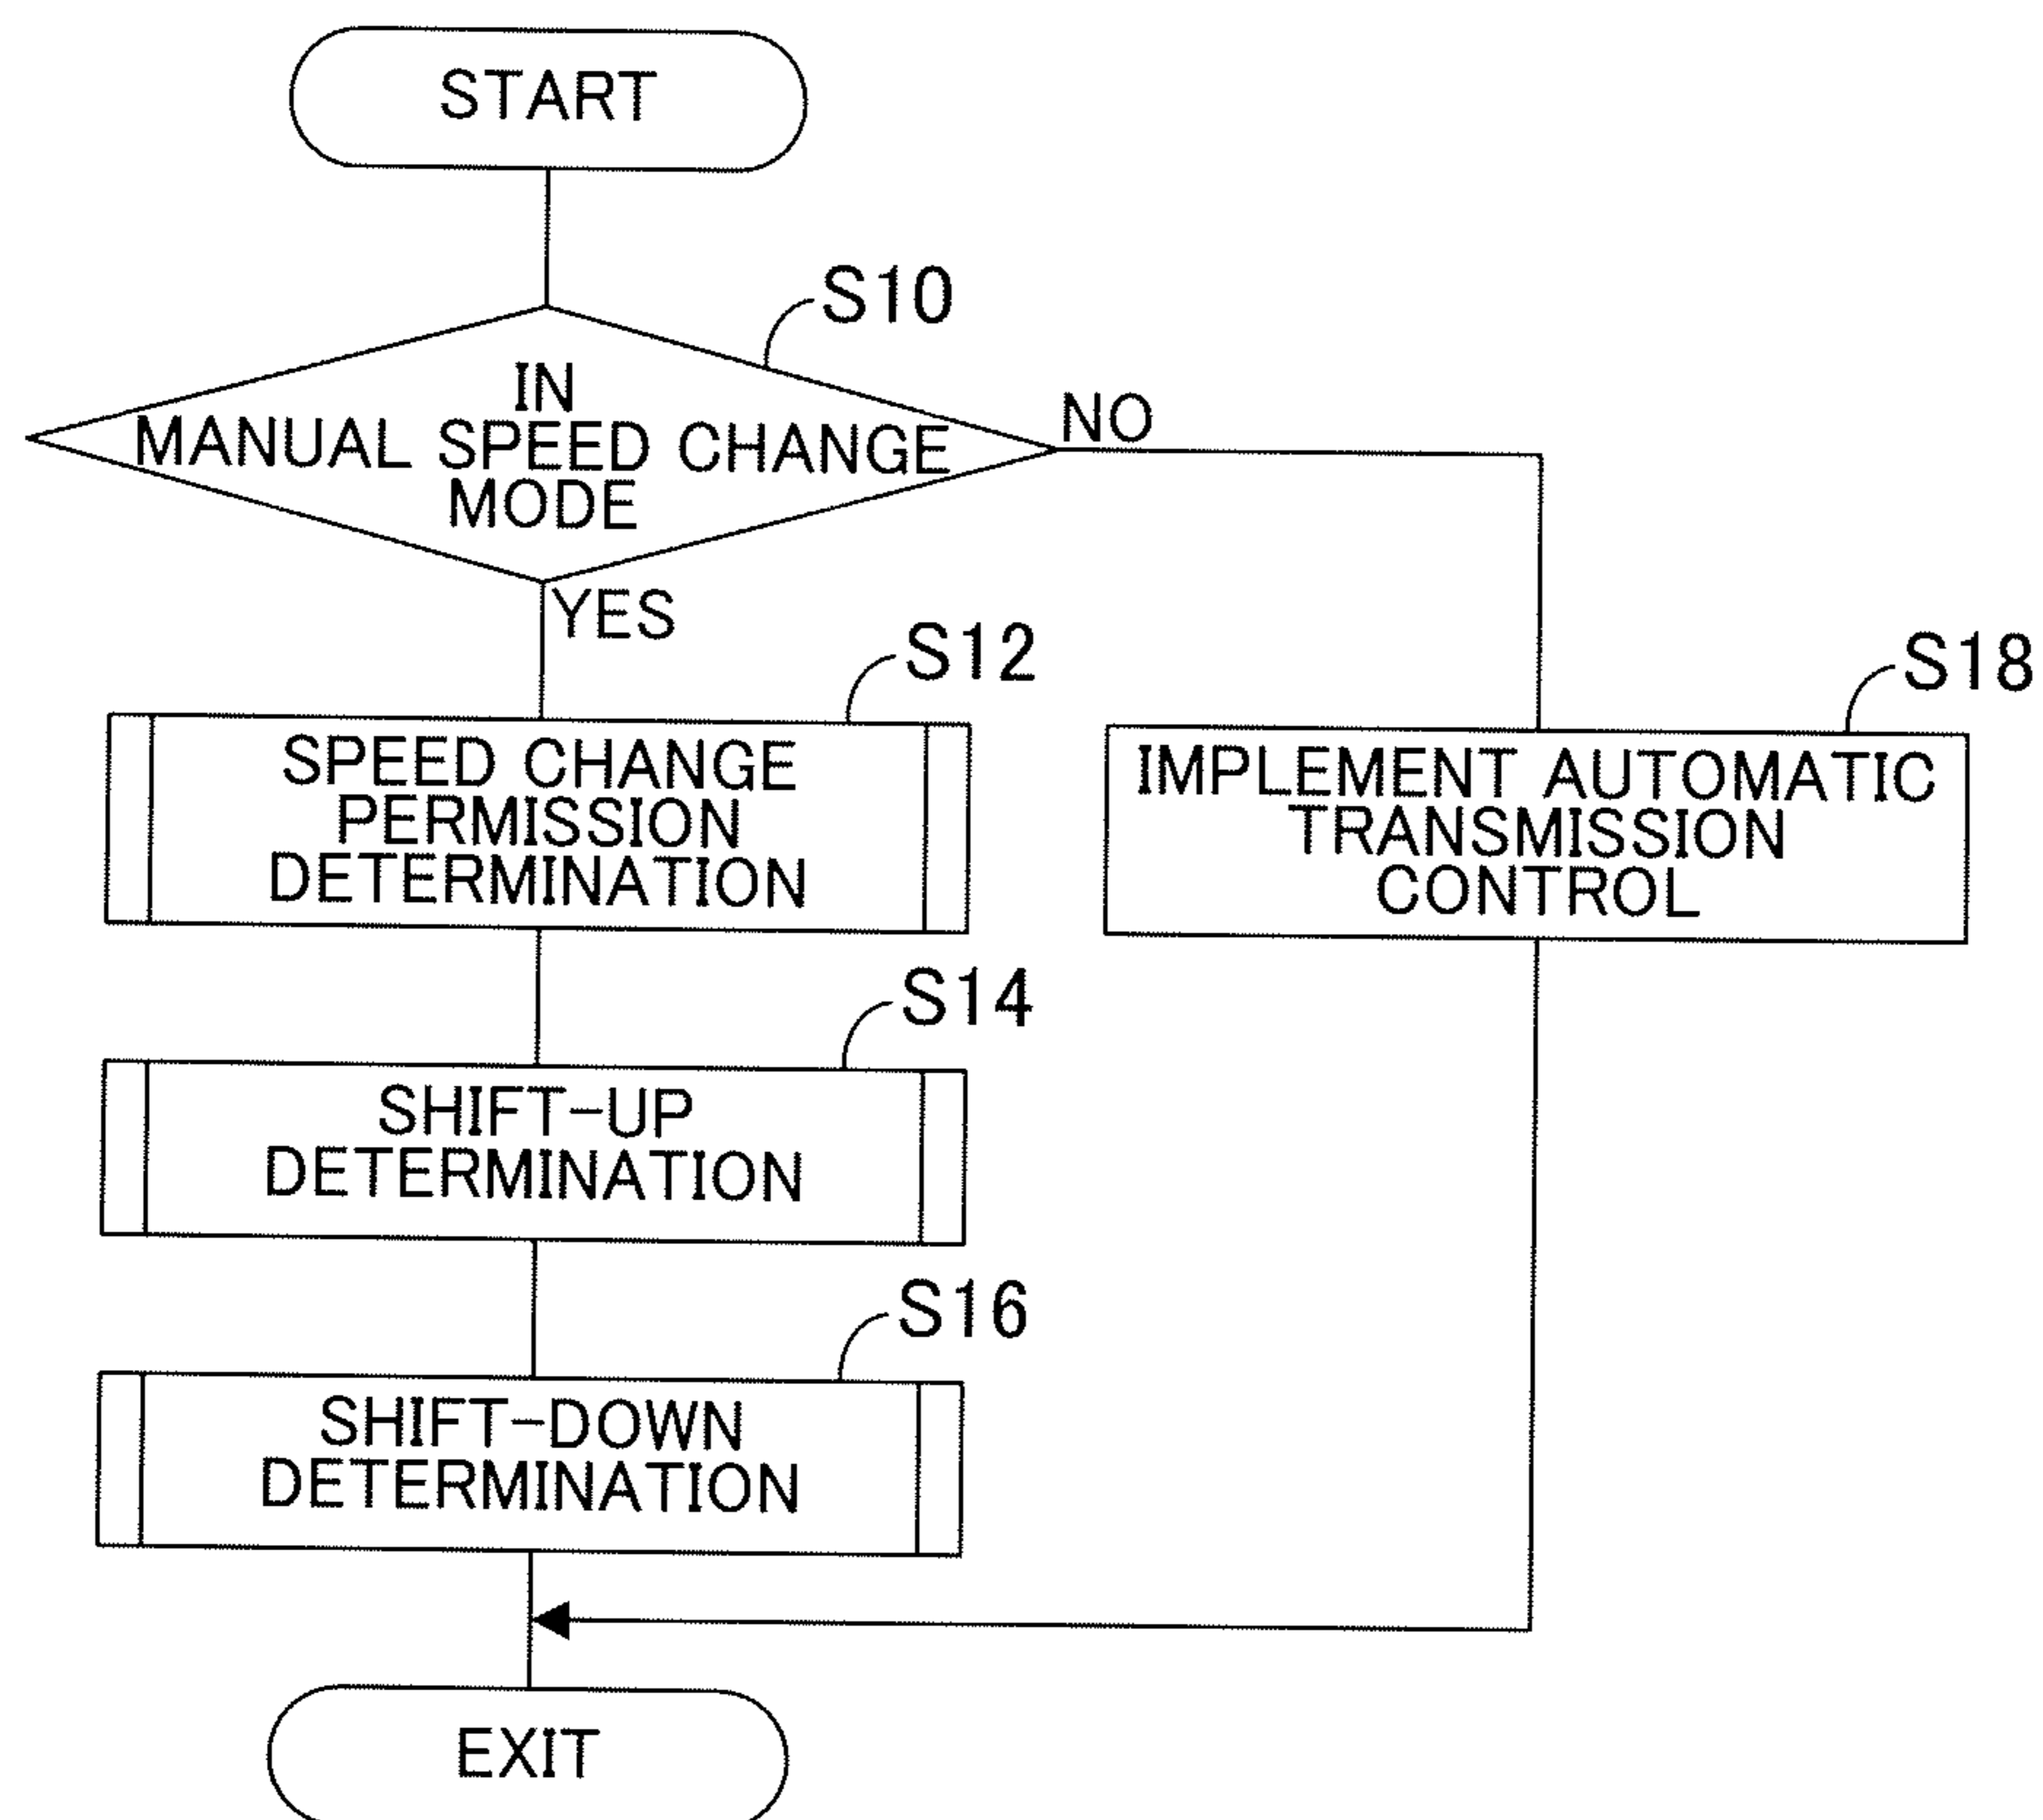 START
S10
IN
MANUAL SPEED CHANGE
MODE
NO
YES
S12
SPEED CHANGE
PERMISSION
DETERMINATION
S18
IMPLEMENT AUTOMATIC
TRANSMISSION
CONTROL
S14
SHIFT-UP
DETERMINATION
S16
SHIFT-DOWN
DETERMINATION
EXIT